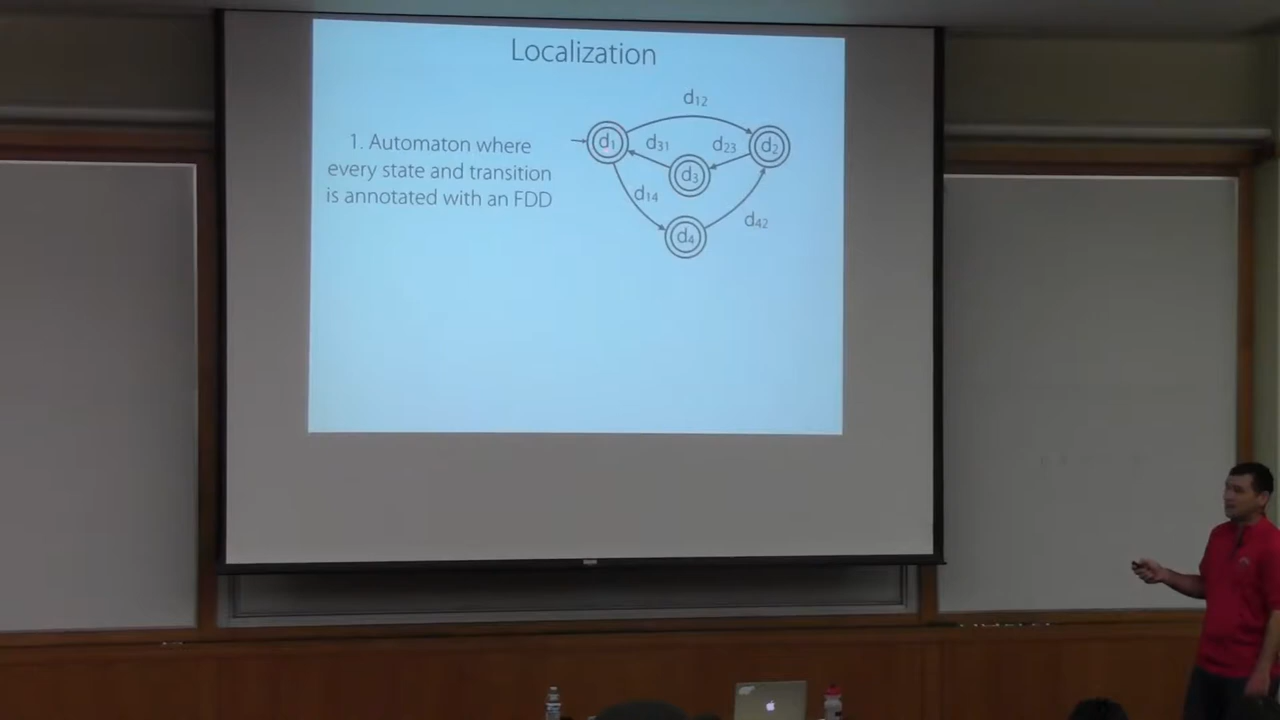 Localization
1. Automaton where
every state and transition
is annotated with an FDD
d12
d1
d31
d23
d2
d3
d14
d42
d4